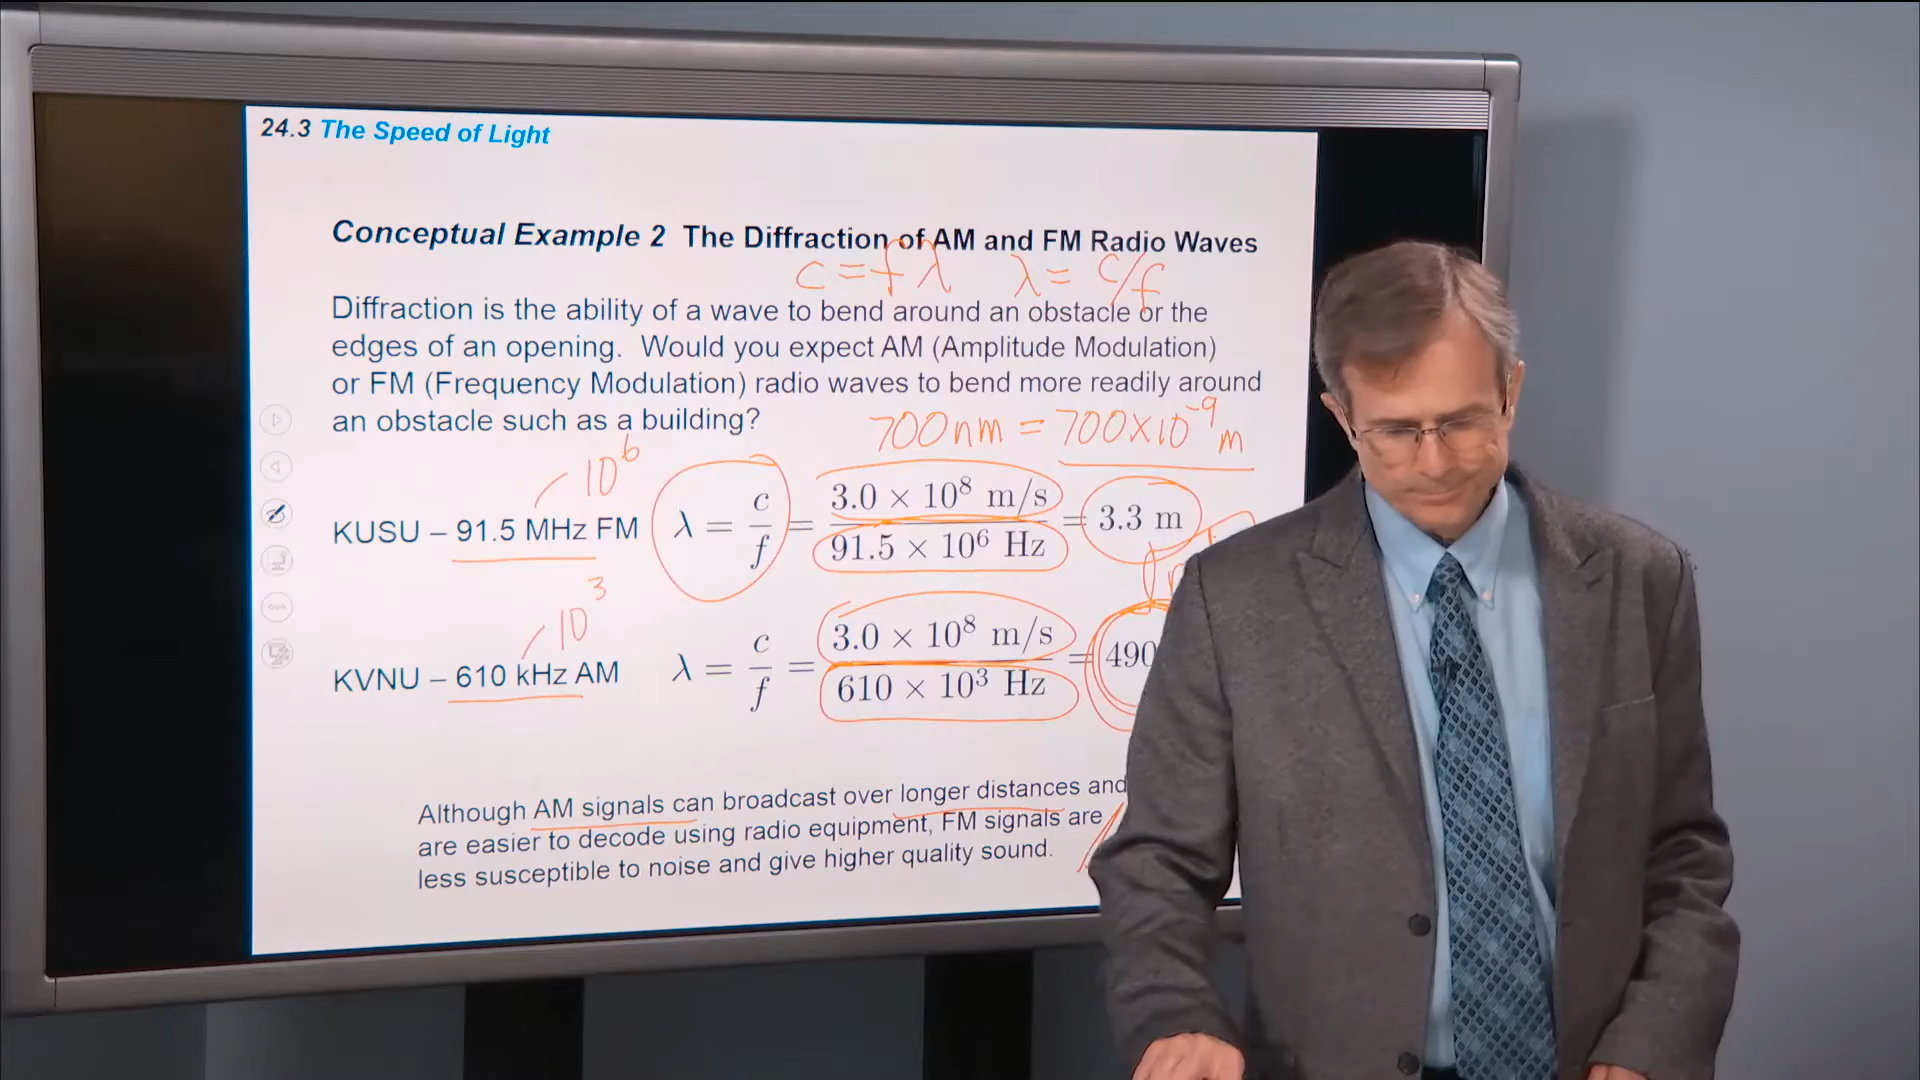 24.3 The Speed of Light
Conceptual Example 2 The Diffraction of AM and FM Radio Waves
c = fλ λ = c/f
Diffraction is the ability of a wave to bend around an obstacle or the
edges of an opening. Would you expect AM (Amplitude Modulation)
or FM (Frequency Modulation) radio waves to bend more readily around
an obstacle such as a building?
700nm = 700×10⁻⁹ m
10⁶
KUSU – 91.5 MHz FM λ = c/f = 3.0 × 10⁸ m/s / 91.5 × 10⁶ Hz = 3.3 m
10³
KVNU – 610 kHz AM λ = c/f = 3.0 × 10⁸ m/s / 610 × 10³ Hz = 490
Although AM signals can broadcast over longer distances and
are easier to decode using radio equipment, FM signals are
less susceptible to noise and give higher quality sound.